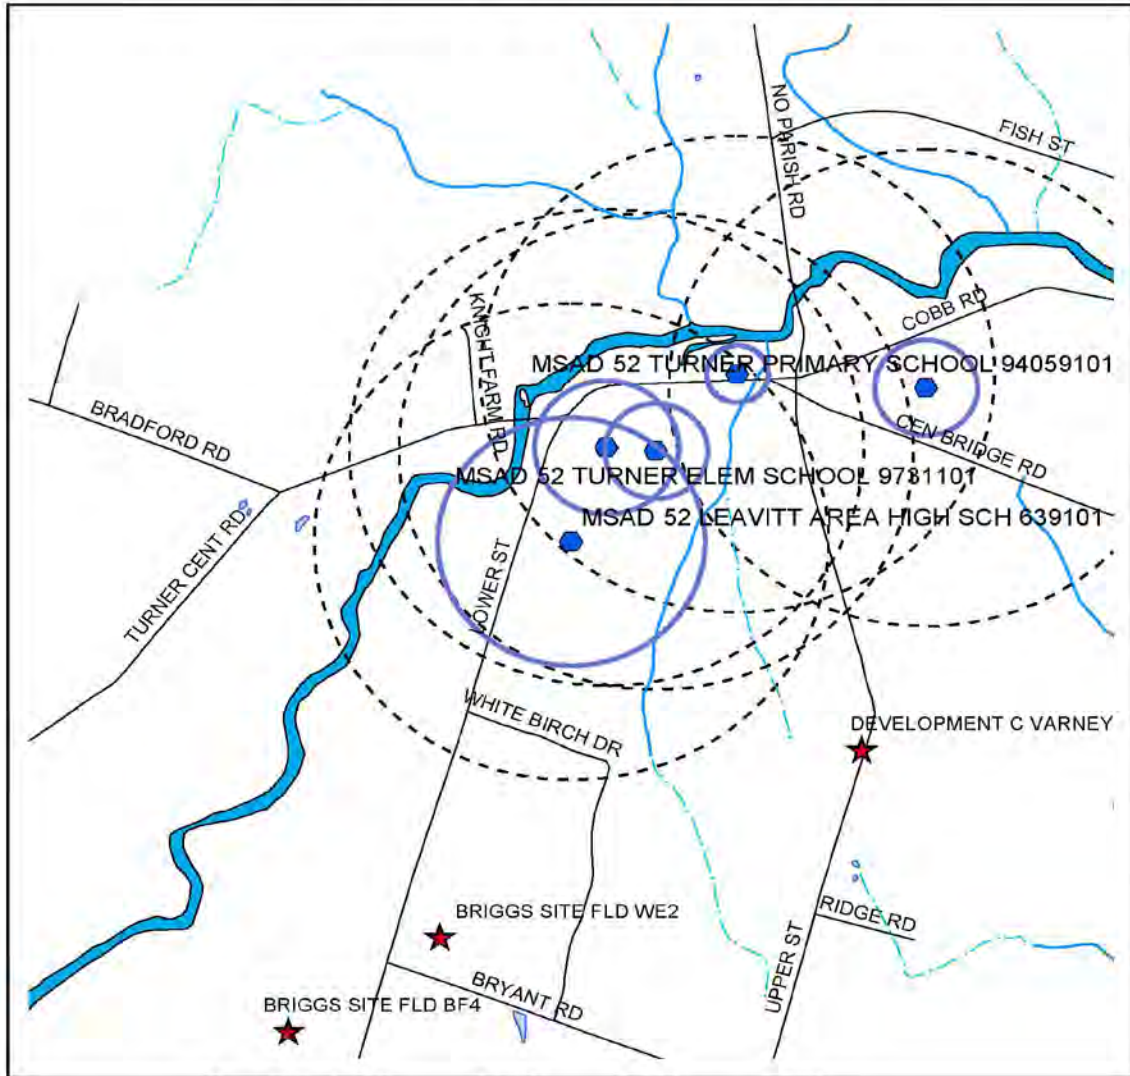 NO PARISH RD
FISH ST
COBB RD
KNIGHT FARM RD
MSAD 52 TURNER PRIMARY SCHOOL 94059101
BRADFORD RD
CEN BRIDGE RD
MSAD 52 TURNER ELEM SCHOOL 9731101
MSAD 52 LEAVITT AREA HIGH SCH 639101
TURNER CENT RD
LOWER ST
WHITE BIRCH DR
DEVELOPMENT C VARNEY
BRIGGS SITE FLD WE2
RIDGE RD
UPPER ST
BRYANT RD
BRIGGS SITE FLD BF4